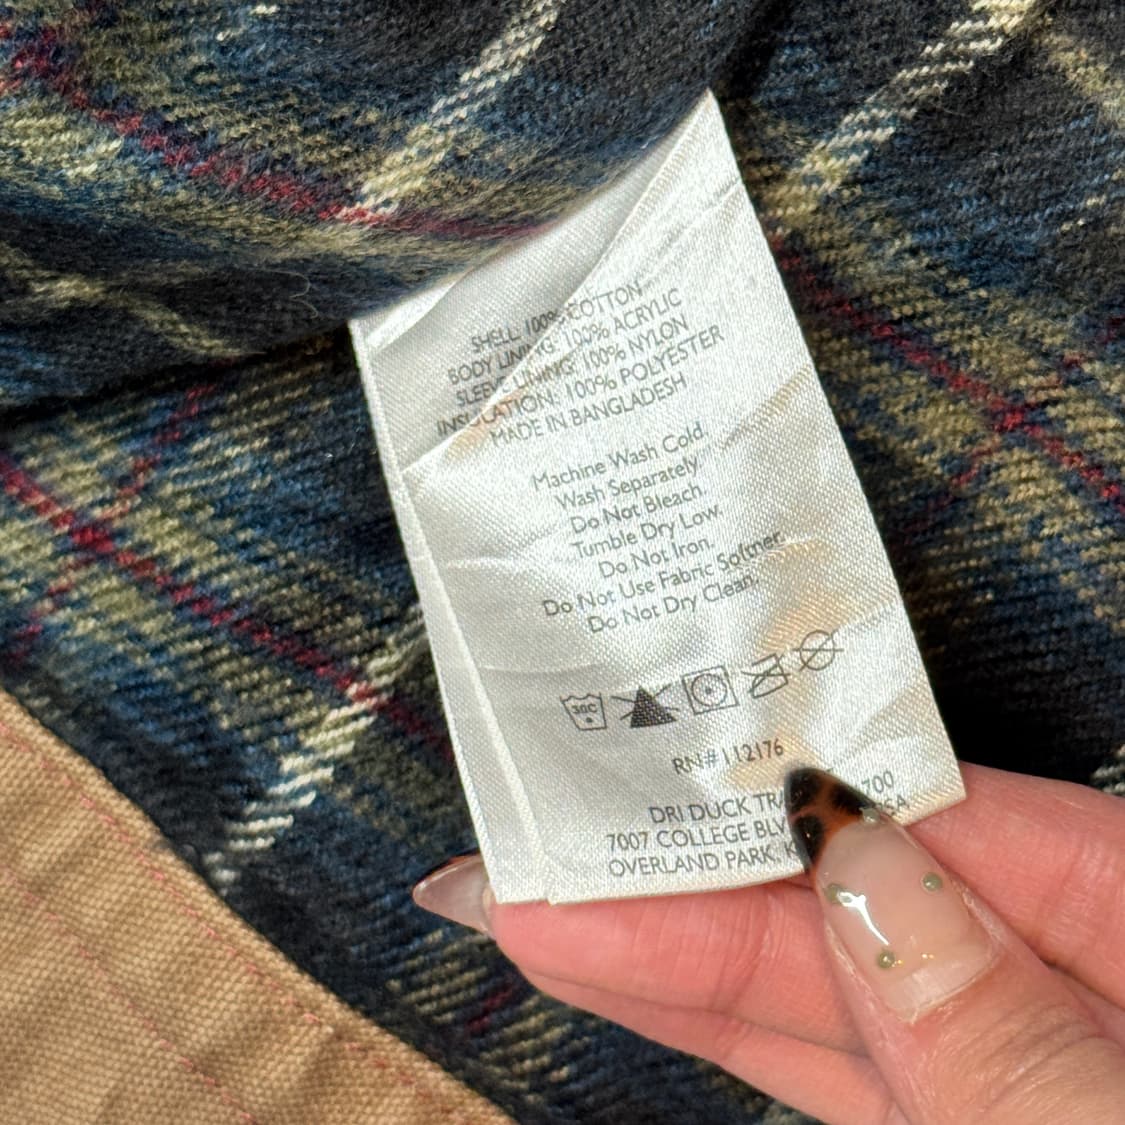 SHELL 100% COTTON
BODY LINING: 100% ACRYLIC
SLEEVE LINING: 100% NYLON
INSULATION: 100% POLYESTER
MADE IN BANGLADESH
Machine Wash Cold.
Wash Separately.
Do Not Bleach.
Tumble Dry Low.
Do Not Iron.
Do Not Use Fabric Softner.
Do Not Dry Clean.
30C
RN#112176
DRI DUCK 700
7007 COLLEGE
OVERLAND PARK,